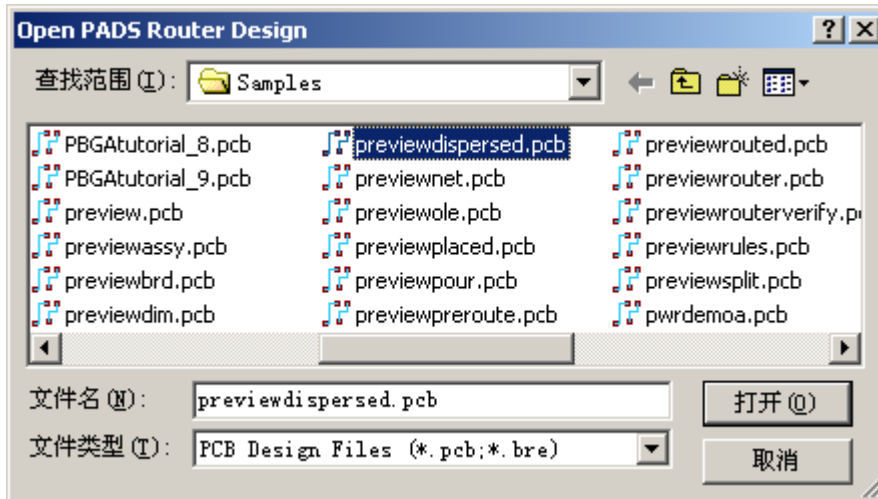 Open PADS Router Design
查找范围(I): Samples
PBGAtutorial_8.pcb previewdispersed.pcb previewrouted.pcb
PBGAtutorial_9.pcb previewnet.pcb previewrouter.pcb
preview.pcb previewole.pcb previewrouterverify.p
previewassy.pcb previewplaced.pcb previewrules.pcb
previewbrd.pcb previewpour.pcb previewsplit.pcb
previewdim.pcb previewpreroute.pcb pwrdemoa.pcb
文件名(N): previewdispersed.pcb 打开(O)
文件类型(T): PCB Design Files (*.pcb;*.bre) 取消